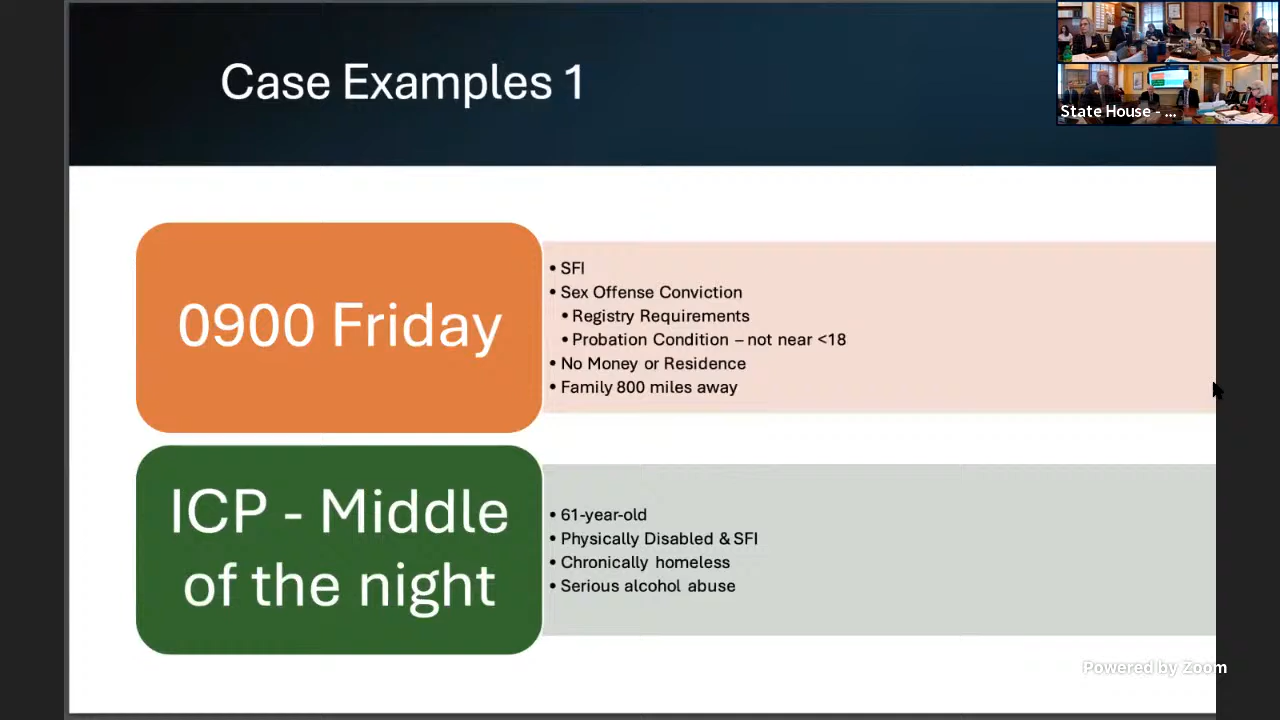 Case Examples 1
State House - ...
0900 Friday
• SFI
• Sex Offense Conviction
• Registry Requirements
• Probation Condition – not near <18
• No Money or Residence
• Family 800 miles away
ICP - Middle
of the night
• 61-year-old
• Physically Disabled & SFI
• Chronically homeless
• Serious alcohol abuse
Powered by Zoom